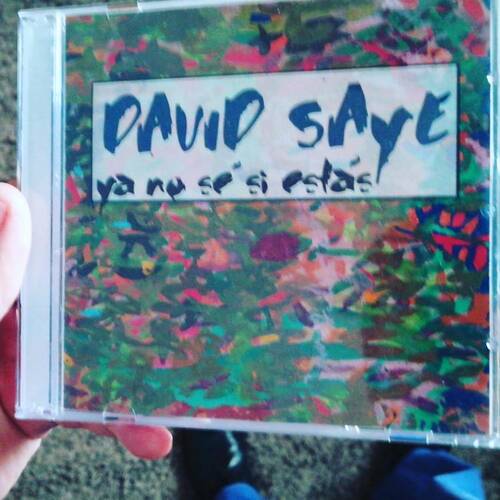 DAViD SAyE
ya no sé si estás